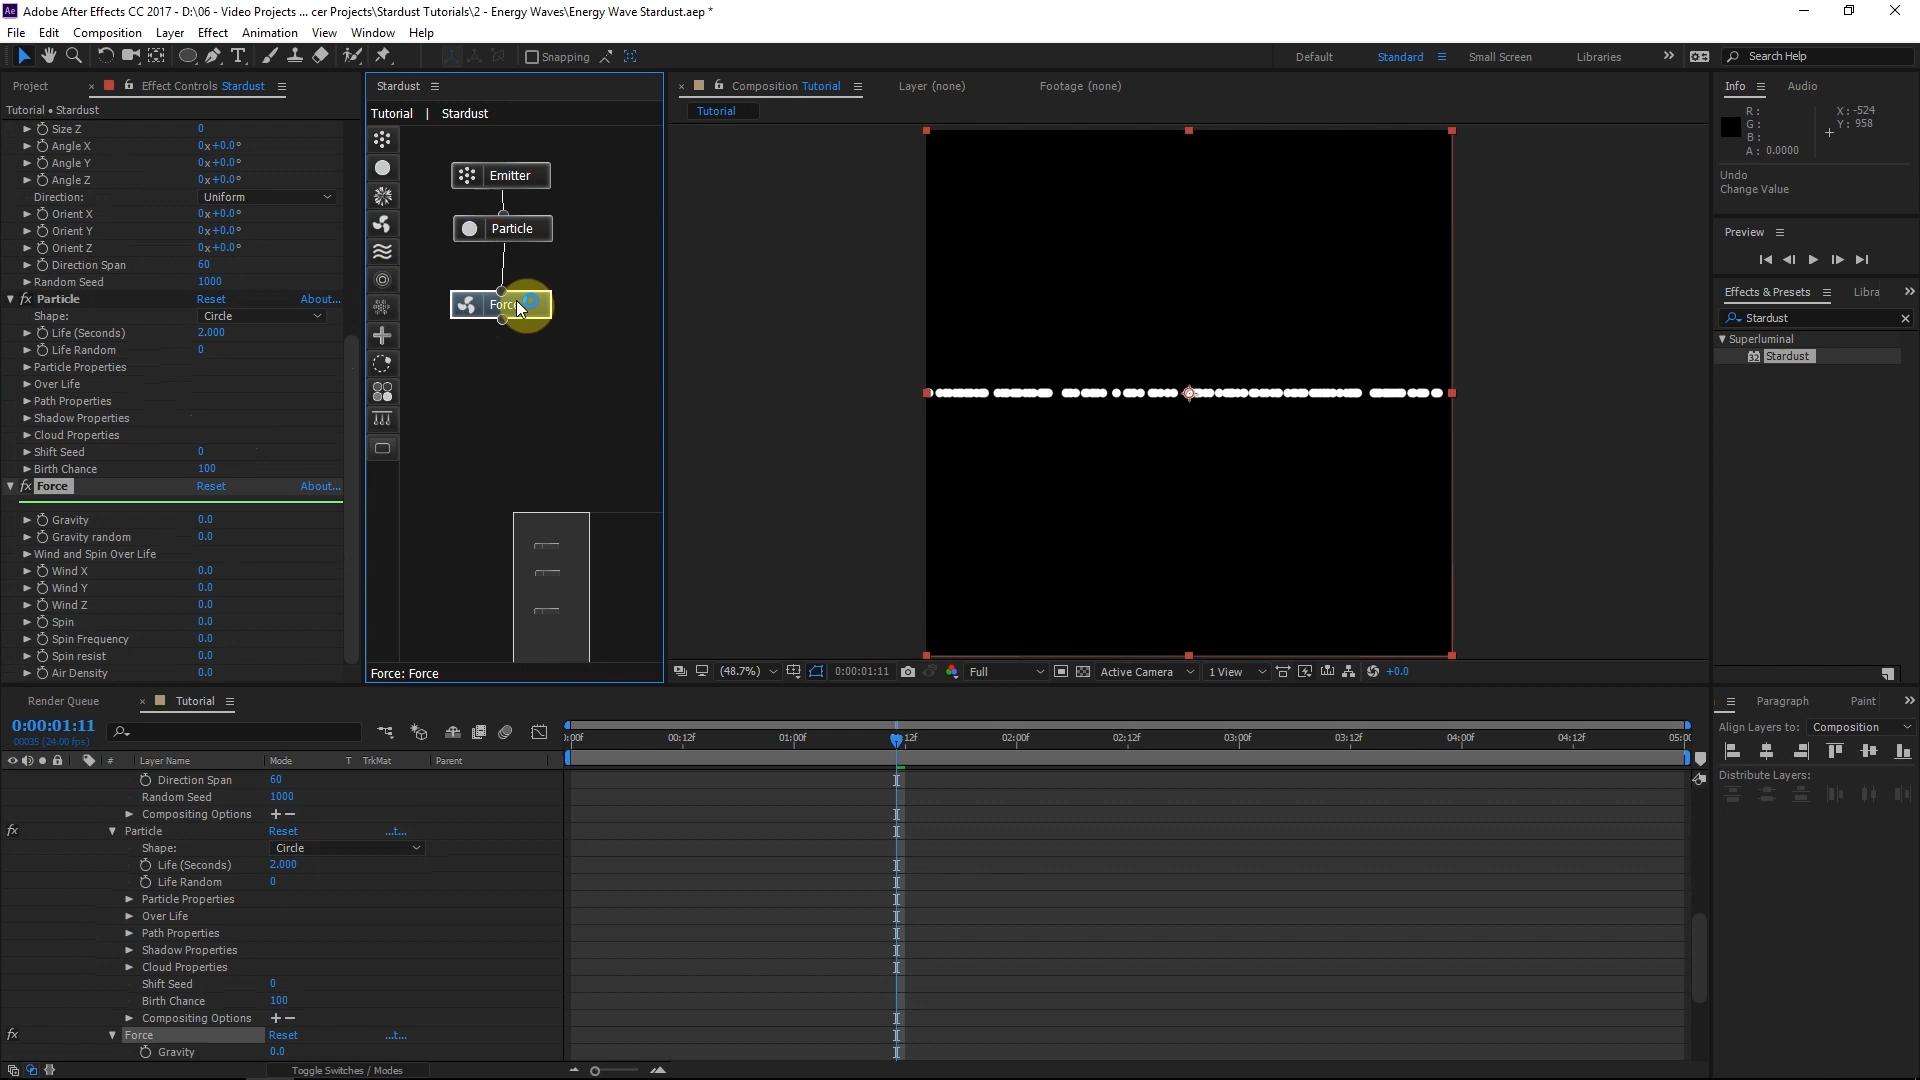 Adobe After Effects CC 2017 - D:\06 - Video Projects ... cer Projects\Stardust Tutorials\2 - Energy Waves\Energy Wave Stardust.aep *
File Edit Composition Layer Effect Animation View Window Help
Snapping Default Standard Small Screen Libraries Search Help
Project Effect Controls Stardust
Tutorial • Stardust
Size Z 0
Angle X 0x+0.0°
Angle Y 0x+0.0°
Angle Z 0x+0.0°
Direction: Uniform
Orient X 0x+0.0°
Orient Y 0x+0.0°
Orient Z 0x+0.0°
Direction Span 60
Random Seed 1000
fx Particle Reset About...
Shape: Circle
Life (Seconds) 2.000
Life Random 0
Particle Properties
Over Life
Path Properties
Shadow Properties
Cloud Properties
Shift Seed 0
Birth Chance 100
fx Force Reset About...
Gravity 0.0
Gravity random 0.0
Wind and Spin Over Life
Wind X 0.0
Wind Y 0.0
Wind Z 0.0
Spin 0.0
Spin Frequency 0.0
Spin resist 0.0
Air Density 0.0
Stardust
Tutorial | Stardust
Emitter
Particle
Force
Force: Force
Composition Tutorial Layer (none) Footage (none)
Tutorial
(48.7%) 0:00:01:11 Full Active Camera 1 View +0.0
Info Audio
R: X: -524
G: Y: 958
B:
A: 0.0000
Undo
Change Value
Preview
Effects & Presets Libra
Stardust
Superluminal
32 Stardust
Render Queue Tutorial
0:00:01:11
00035 (24.00 fps)
# Layer Name Mode T TrkMat Parent
:00f 00:12f 01:00f 12f 02:00f 02:12f 03:00f 03:12f 04:00f 04:12f 05:00
Direction Span 60
Random Seed 1000
Compositing Options
fx Particle Reset ...t...
Shape: Circle
Life (Seconds) 2.000
Life Random 0
Particle Properties
Over Life
Path Properties
Shadow Properties
Cloud Properties
Shift Seed 0
Birth Chance 100
Compositing Options
fx Force Reset ...t...
Gravity 0.0
Toggle Switches / Modes
Paragraph Paint
Align Layers to: Composition
Distribute Layers: